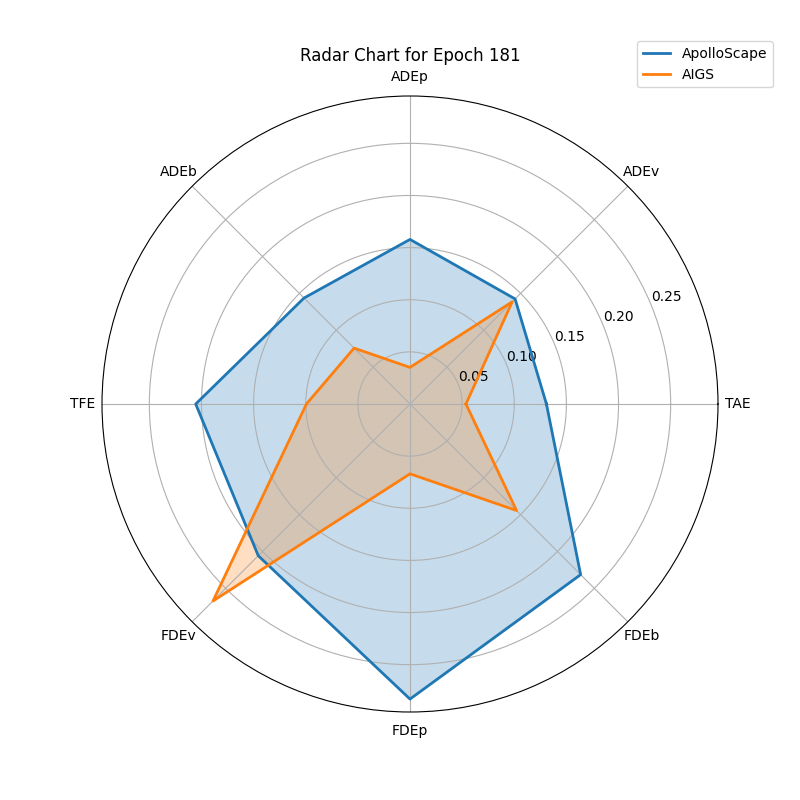 ApolloScape
AIGS
Radar Chart for Epoch 181
ADEp
ADEb
ADEv
0.25
0.20
0.15
0.10
0.05
TFE
TAE
FDEv
FDEb
FDEp